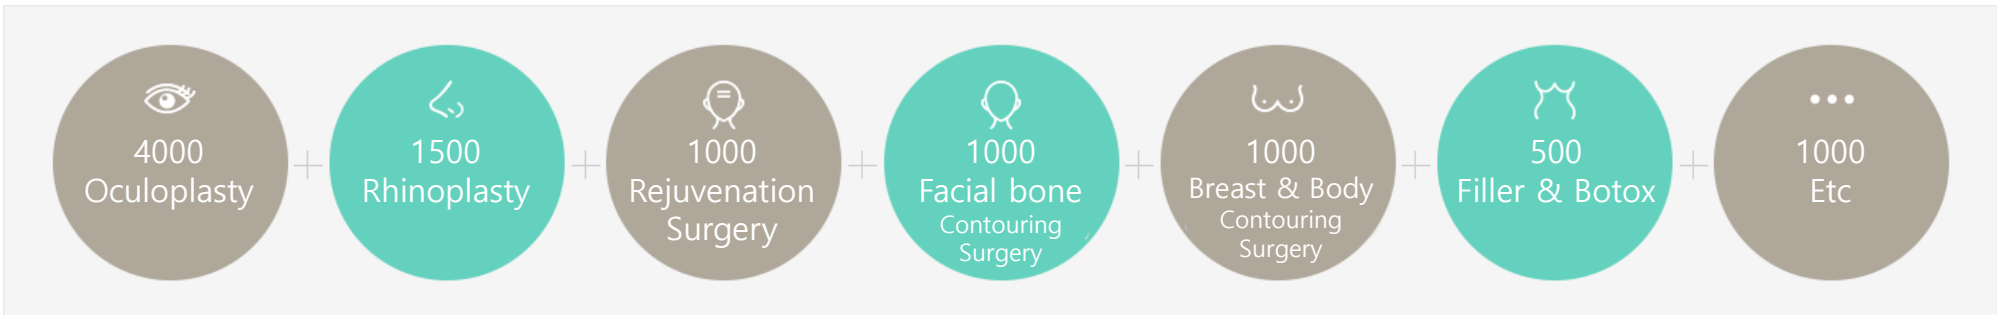 4000
Oculoplasty
+
1500
Rhinoplasty
+
1000
Rejuvenation
Surgery
+
1000
Facial bone
Contouring
Surgery
+
1000
Breast & Body
Contouring
Surgery
+
500
Filler & Botox
+
1000
Etc